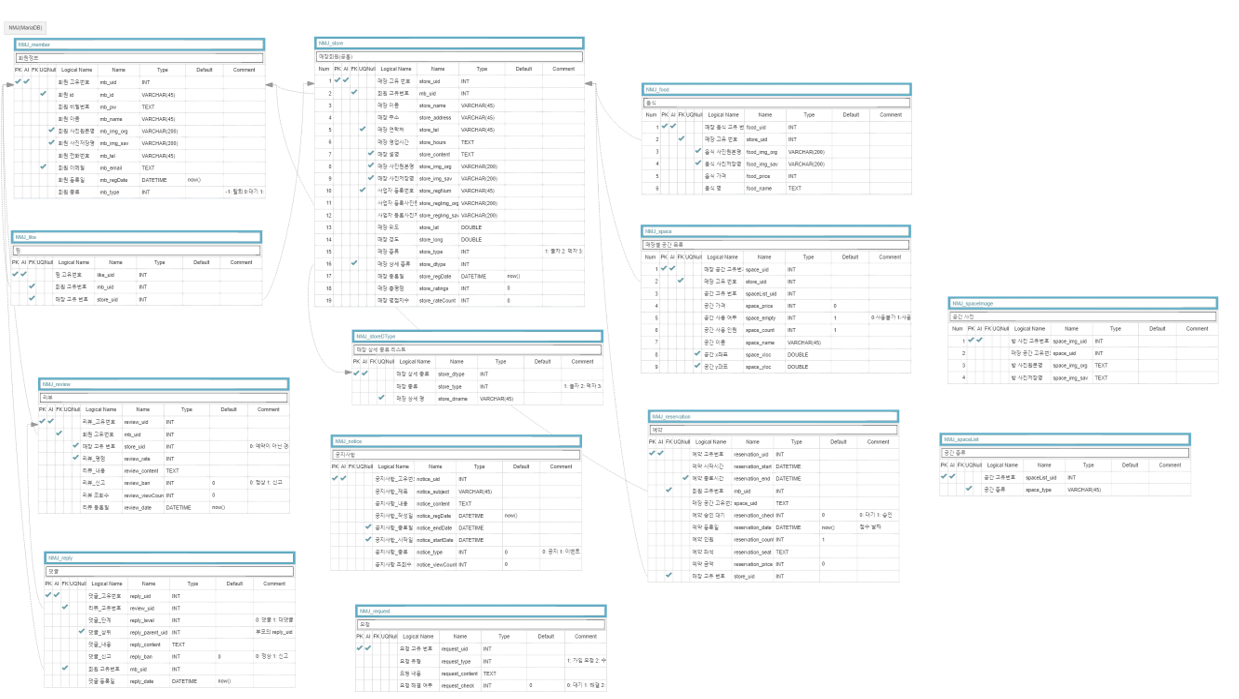 NMJ(MariaDB)
NMJ_member
회원정보
PK AI FK UQ Null Logical Name Name Type Default Comment
회원 고유번호 mb_uid INT
회원 id mb_id VARCHAR(45)
회원 비밀번호 mb_pw TEXT
회원 이름 mb_name VARCHAR(45)
회원 사진원본명 mb_img_org VARCHAR(200)
회원 사진저장명 mb_img_sav VARCHAR(200)
회원 전화번호 mb_tel VARCHAR(45)
회원 이메일 mb_email TEXT
회원 등록일 mb_regDate DATETIME now()
회원 종류 mb_type INT -1: 탈퇴 0:대기 1:
NMJ_like
찜
PK AI FK UQ Null Logical Name Name Type Default Comment
찜 고유번호 like_uid INT
회원 고유번호 mb_uid INT
매장 고유 번호 store_uid INT
NMJ_review
리뷰
PK AI FK UQ Null Logical Name Name Type Default Comment
리뷰_고유번호 review_uid INT
회원 고유번호 mb_uid INT
매장 고유 번호 store_uid INT 0: 예약이 아닌
리뷰_평점 review_rate INT
리뷰_내용 review_content TEXT
리뷰_신고 review_ban INT 0 0: 정상 1: 신고
리뷰 조회수 review_viewCount INT 0
리뷰 등록일 review_date DATETIME now()
NMJ_reply
댓글
PK AI FK UQ Null Logical Name Name Type Default Comment
댓글_고유번호 reply_uid INT
리뷰_고유번호 review_uid INT
댓글_단계 reply_level INT 0: 댓글 1: 대댓글
댓글_상위 reply_parent_uid INT 부모의 reply_uid
댓글_내용 reply_content TEXT
댓글_신고 reply_ban INT 0 0: 정상 1: 신고
회원 고유번호 mb_uid INT
댓글 등록일 reply_date DATETIME now()
NMJ_store
매장회원(공통)
Num PK AI FK UQ Null Logical Name Name Type Default Comment
1 매장 고유 번호 store_uid INT
2 회원 고유번호 mb_uid INT
3 매장 이름 store_name VARCHAR(45)
4 매장 주소 store_address VARCHAR(45)
5 매장 연락처 store_tel VARCHAR(45)
6 매장 영업시간 store_hours TEXT
7 매장 설명 store_content TEXT
8 매장 사진원본명 store_img_org VARCHAR(200)
9 매장 사진저장명 store_img_sav VARCHAR(200)
10 사업자 등록번호 store_regNum VARCHAR(45)
11 사업자 등록사진원 store_regImg_org VARCHAR(200)
12 사업자 등록사진저 store_regImg_sav VARCHAR(200)
13 매장 위도 store_lat DOUBLE
14 매장 경도 store_long DOUBLE
15 매장 종류 store_type INT 1: 놀자 2: 먹자 3:
16 매장 상세 종류 store_dtype INT
17 매장 등록일 store_regDate DATETIME now()
18 매장 총평점 store_ratings INT 0
19 매장 평점자수 store_rateCount INT 0
NMJ_storeDType
매장 상세 종류 리스트
PK AI FK UQ Null Logical Name Name Type Default Comment
매장 상세 종류 store_dtype INT
매장 종류 store_type INT 1: 놀자 2: 먹자 3:
매장 상세 명 store_dname VARCHAR(45)
NMJ_notice
공지사항
PK AI FK UQ Null Logical Name Name Type Default Comment
공지사항_고유번호 notice_uid INT
공지사항_제목 notice_subject VARCHAR(45)
공지사항_내용 notice_content TEXT
공지사항_작성일 notice_regDate DATETIME now()
공지사항_종료일 notice_endDate DATETIME
공지사항_시작일 notice_startDate DATETIME
공지사항_종류 notice_type INT 0 0: 공지 1: 이벤트
공지사항 조회수 notice_viewCount INT 0
NMJ_request
요청
PK AI FK UQ Null Logical Name Name Type Default Comment
요청 고유 번호 request_uid INT
요청 유형 request_type INT 1: 가입 요청 2: 수
요청 내용 request_content TEXT
요청 해결 여부 request_check INT 0 0: 대기 1: 해결 2:
NMJ_food
음식
Num PK AI FK UQ Null Logical Name Name Type Default Comment
1 매장 음식 고유 번 food_uid INT
2 매장 고유 번호 store_uid INT
3 음식 사진원본명 food_img_org VARCHAR(200)
4 음식 사진저장명 food_img_sav VARCHAR(200)
5 음식 가격 food_price INT
6 음식 명 food_name TEXT
NMJ_space
매장별 공간 종류
Num PK AI FK UQ Null Logical Name Name Type Default Comment
1 매장 공간 고유번호 space_uid INT
2 매장 고유 번호 store_uid INT
3 공간 고유 번호 spaceList_uid INT
4 공간 가격 space_price INT 0
5 공간 사용 여부 space_empty INT 1 0:사용불가 1:사용
6 공간 사용 인원 space_count INT 1
7 공간 이름 space_name VARCHAR(45)
8 공간 x좌표 space_xloc DOUBLE
9 공간 y좌표 space_yloc DOUBLE
NMJ_reservation
예약
PK AI FK UQ Null Logical Name Name Type Default Comment
예약 고유번호 reservation_uid INT
예약 시작시간 reservation_start DATETIME
예약 종료시간 reservation_end DATETIME
회원 고유번호 mb_uid INT
매장 공간 고유번호 space_uid TEXT
예약 승인 대기 reservation_check INT 0 0: 대기 1: 승인
예약 등록일 reservation_date DATETIME now() 접수 날짜
예약 인원 reservation_count INT 1
예약 좌석 reservation_seat TEXT
예약 금액 reservation_price INT 0
매장 고유 번호 store_uid INT
NMJ_spaceImage
공간 사진
Num PK AI FK UQ Null Logical Name Name Type Default Comment
1 방 사진 고유번호 space_img_uid INT
2 매장 공간 고유번호 space_uid INT
3 방 사진원본명 space_img_org TEXT
4 방 사진저장명 space_img_sav TEXT
NMJ_spaceList
공간 종류
PK AI FK UQ Null Logical Name Name Type Default Comment
공간 고유번호 spaceList_uid INT
공간 종류 space_type VARCHAR(45)